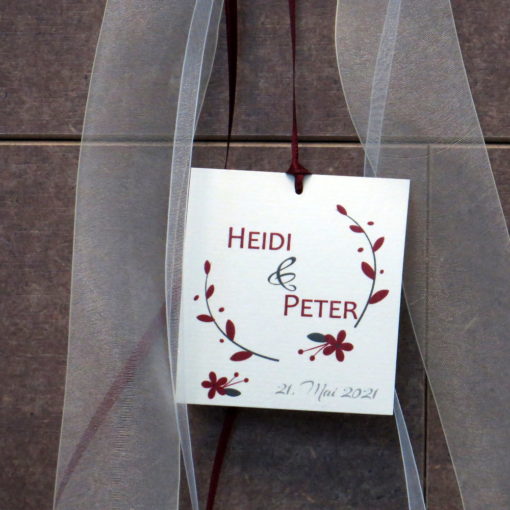 HEIDI
&
PETER
21. Mai 2021